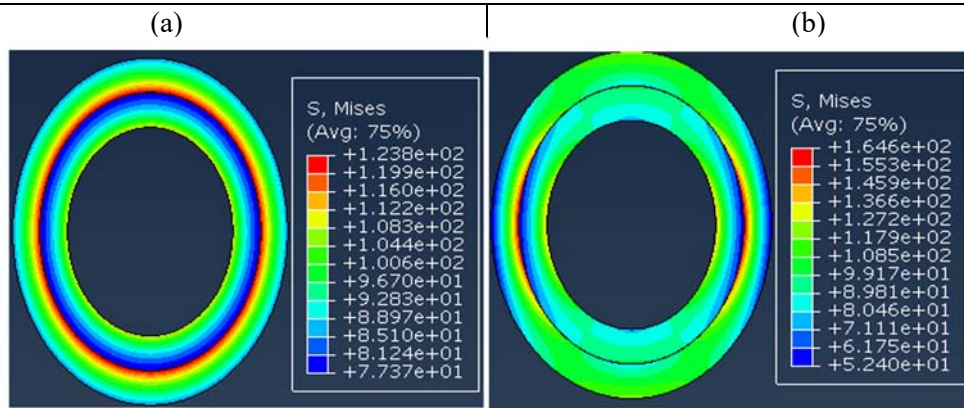 (a)
(b)
S, Mises
(Avg: 75%)
+1.238e+02
+1.199e+02
+1.160e+02
+1.122e+02
+1.083e+02
+1.044e+02
+1.006e+02
+9.670e+01
+9.283e+01
+8.897e+01
+8.510e+01
+8.124e+01
+7.737e+01
S, Mises
(Avg: 75%)
+1.646e+02
+1.553e+02
+1.459e+02
+1.366e+02
+1.272e+02
+1.179e+02
+1.085e+02
+9.917e+01
+8.981e+01
+8.046e+01
+7.111e+01
+6.175e+01
+5.240e+01